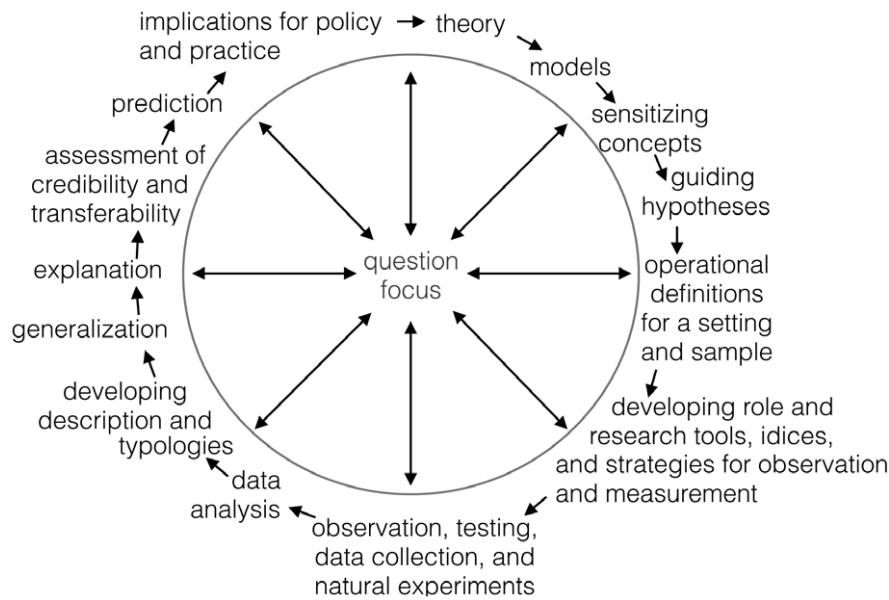 implications for policy
and practice
theory
models
sensitizing
concepts
guiding
hypotheses
operational
definitions
for a setting
and sample
developing role and
research tools, idices,
and strategies for observation
and measurement
observation, testing,
data collection, and
natural experiments
data
analysis
developing
description and
typologies
generalization
explanation
assessment of
credibility and
transferability
prediction
question
focus